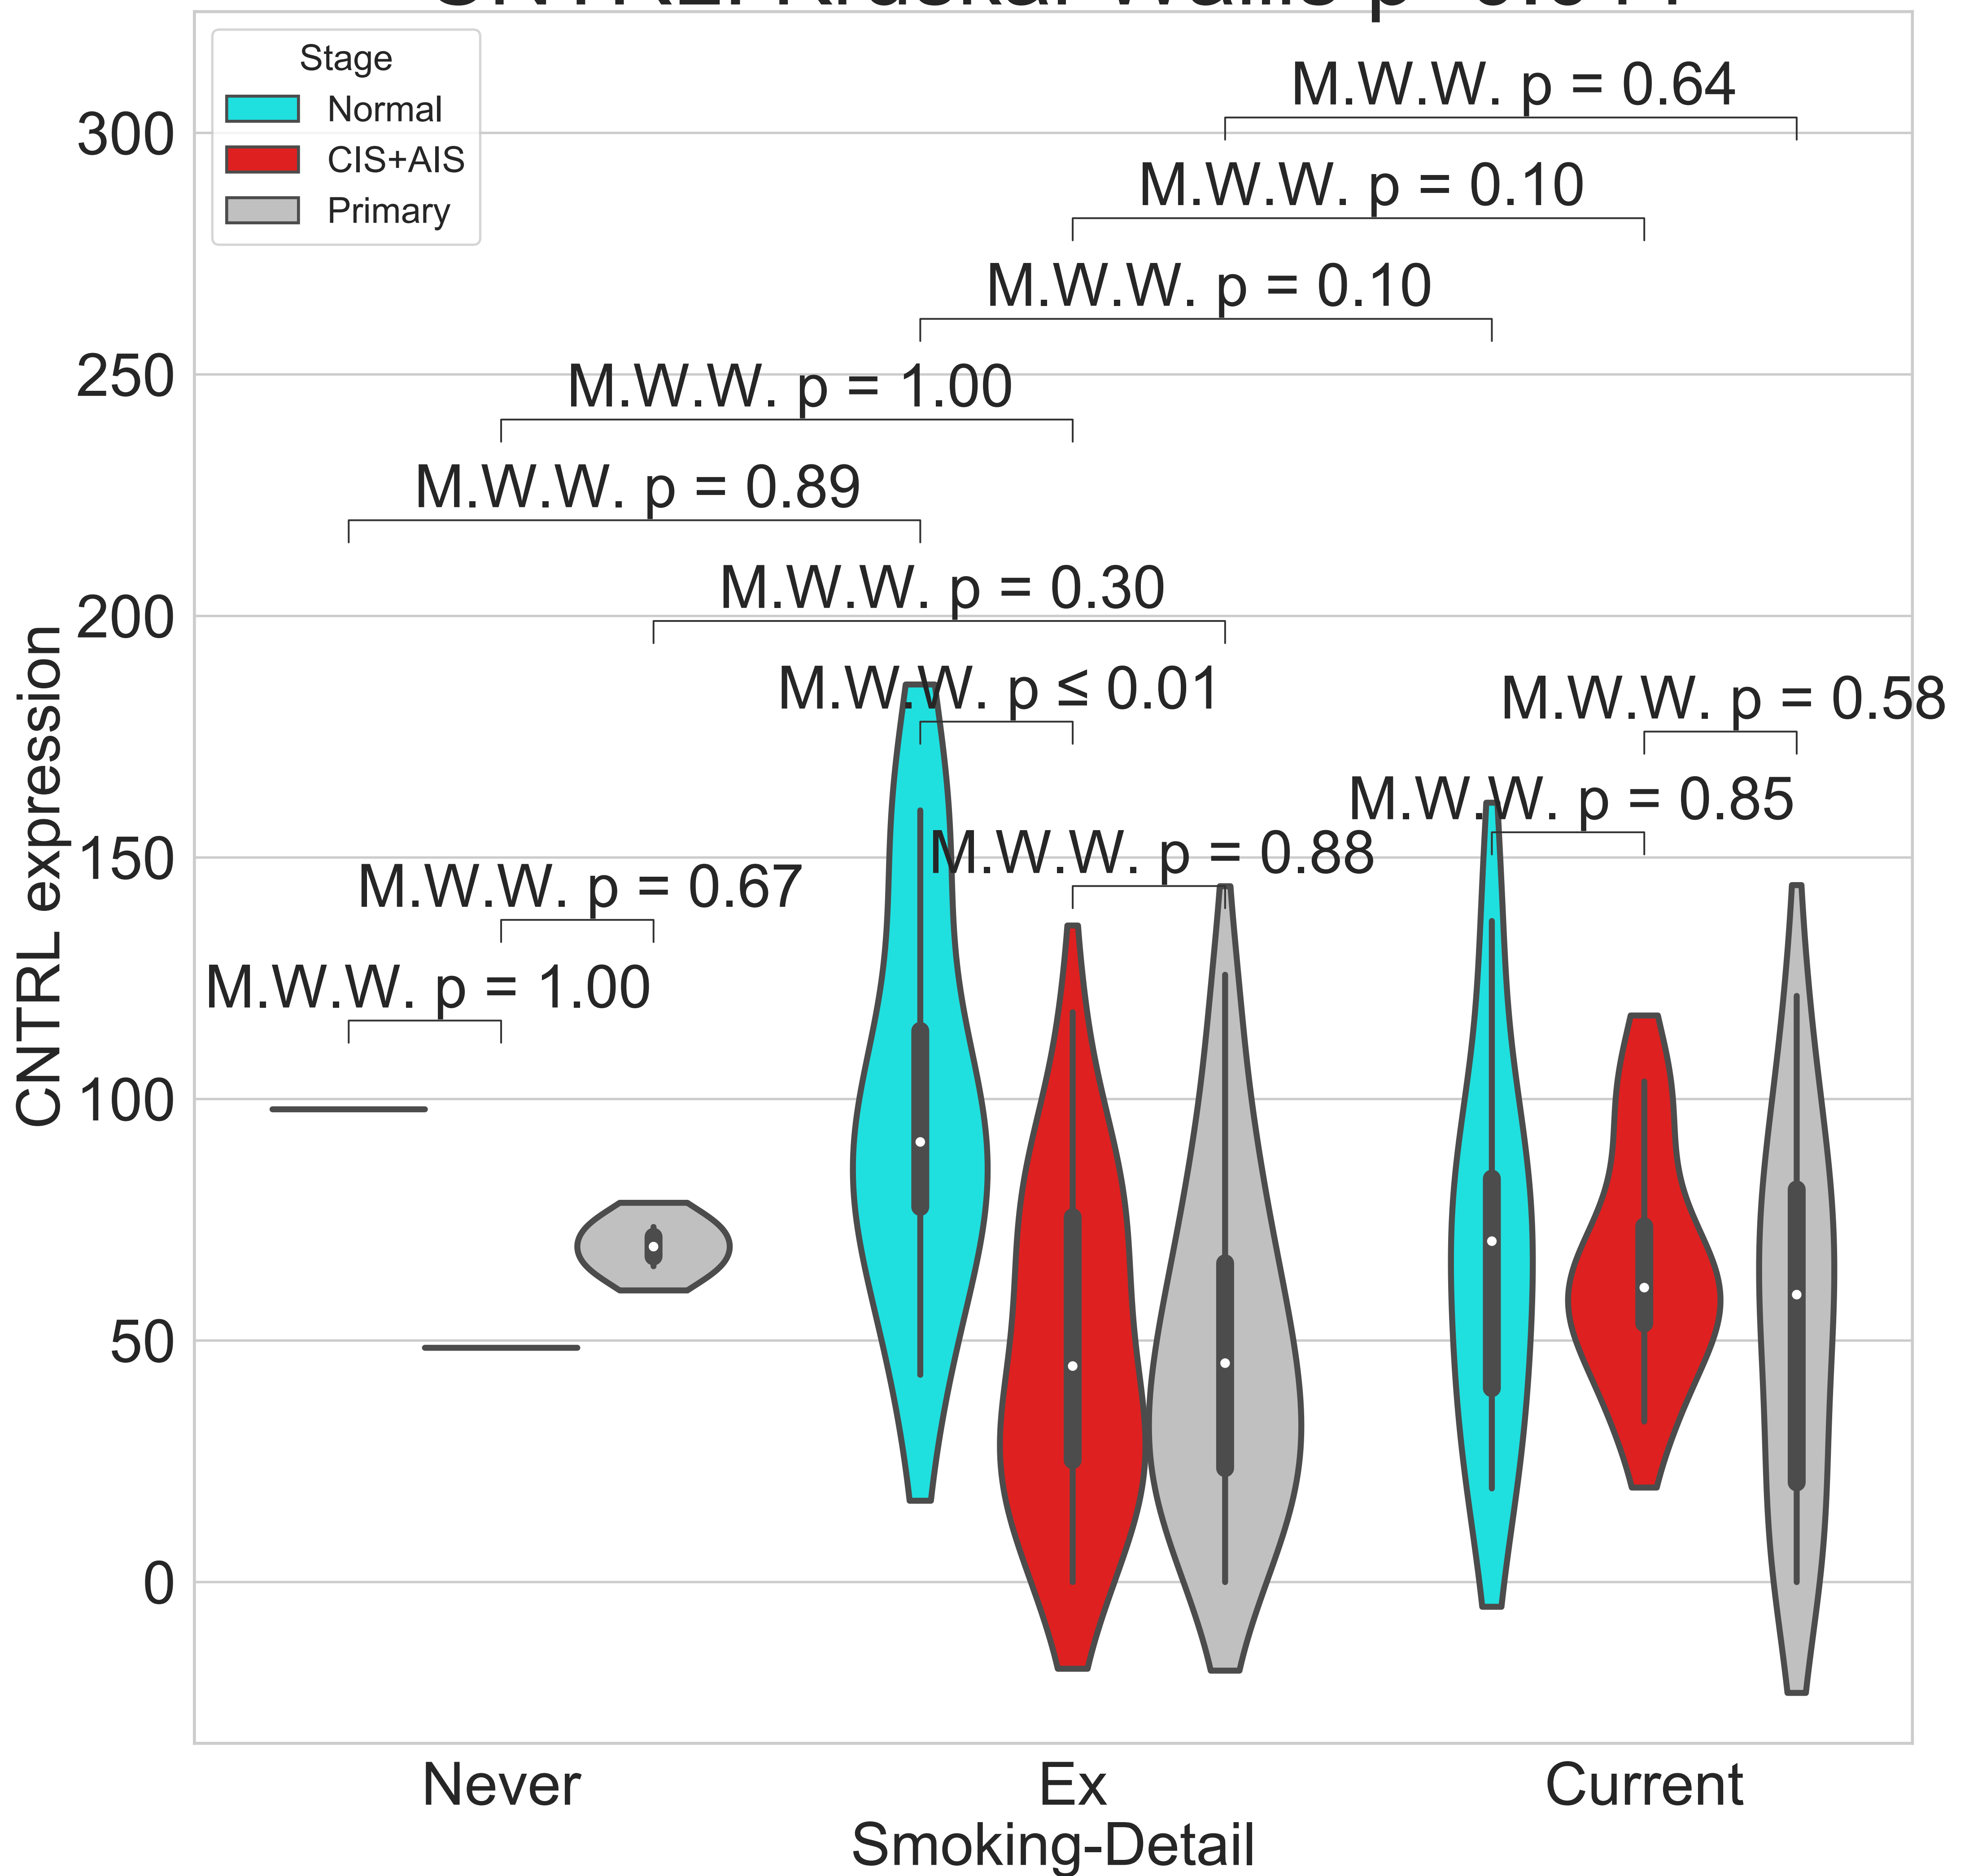 Stage
Normal
CIS+AIS
Primary
M.W.W. p = 0.64
M.W.W. p = 0.10
M.W.W. p = 0.10
M.W.W. p = 1.00
M.W.W. p = 0.89
M.W.W. p = 0.30
M.W.W. p ≤ 0.01
M.W.W. p = 0.58
M.W.W. p = 0.85
M.W.W. p = 0.88
M.W.W. p = 0.67
M.W.W. p = 1.00
300
250
200
150
100
50
0
CNTRL expression
Never
Ex
Current
Smoking-Detail